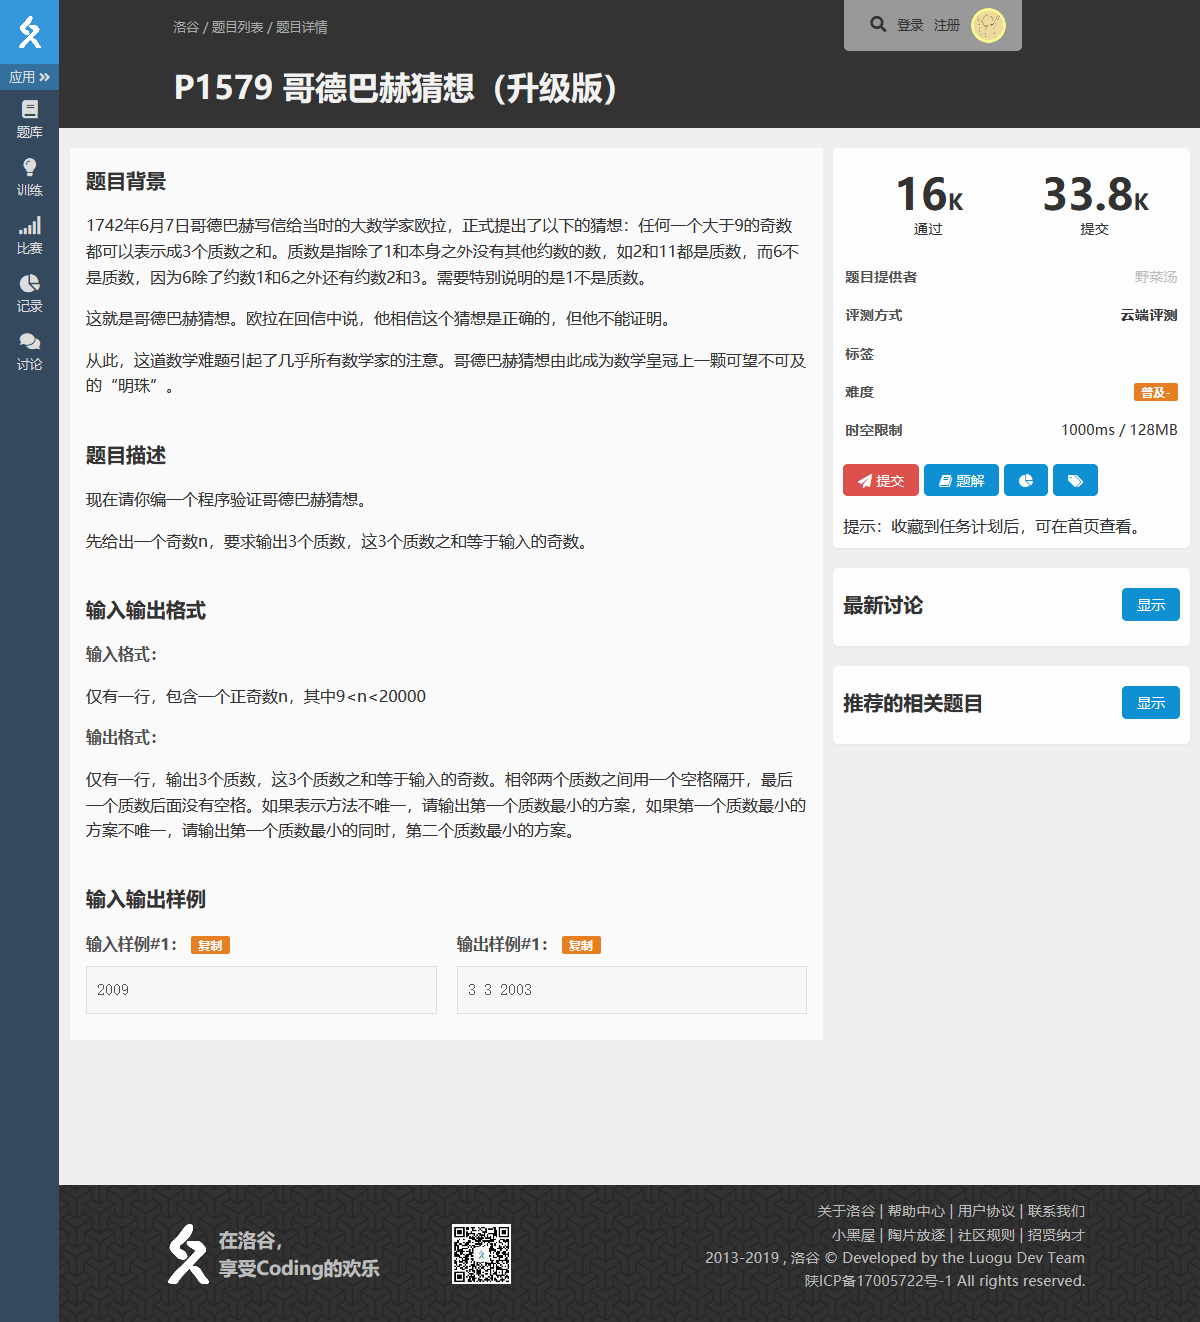 洛谷 / 题目列表 / 题目详情
登录 注册
P1579 哥德巴赫猜想（升级版）
应用
题库
训练
比赛
记录
讨论
题目背景
1742年6月7日哥德巴赫写信给当时的大数学家欧拉，正式提出了以下的猜想：任何一个大于9的奇数
都可以表示成3个质数之和。质数是指除了1和本身之外没有其他约数的数，如2和11都是质数，而6不
是质数，因为6除了约数1和6之外还有约数2和3。需要特别说明的是1不是质数。
这就是哥德巴赫猜想。欧拉在回信中说，他相信这个猜想是正确的，但他不能证明。
从此，这道数学难题引起了几乎所有数学家的注意。哥德巴赫猜想由此成为数学皇冠上一颗可望不可及
的“明珠”。
题目描述
现在请你编一个程序验证哥德巴赫猜想。
先给出一个奇数n，要求输出3个质数，这3个质数之和等于输入的奇数。
输入输出格式
输入格式：
仅有一行，包含一个正奇数n，其中9<n<20000
输出格式：
仅有一行，输出3个质数，这3个质数之和等于输入的奇数。相邻两个质数之间用一个空格隔开，最后
一个质数后面没有空格。如果表示方法不唯一，请输出第一个质数最小的方案，如果第一个质数最小的
方案不唯一，请输出第一个质数最小的同时，第二个质数最小的方案。
输入输出样例
输入样例#1： 复制
2009
输出样例#1： 复制
3 3 2003
16K 33.8K
通过 提交
题目提供者 野菜汤
评测方式 云端评测
标签
难度 普及-
时空限制 1000ms / 128MB
提交 题解
提示：收藏到任务计划后，可在首页查看。
最新讨论 显示
推荐的相关题目 显示
在洛谷，
享受Coding的欢乐
关于洛谷 | 帮助中心 | 用户协议 | 联系我们
小黑屋 | 陶片放逐 | 社区规则 | 招贤纳才
2013-2019 , 洛谷 © Developed by the Luogu Dev Team
陕ICP备17005722号-1 All rights reserved.